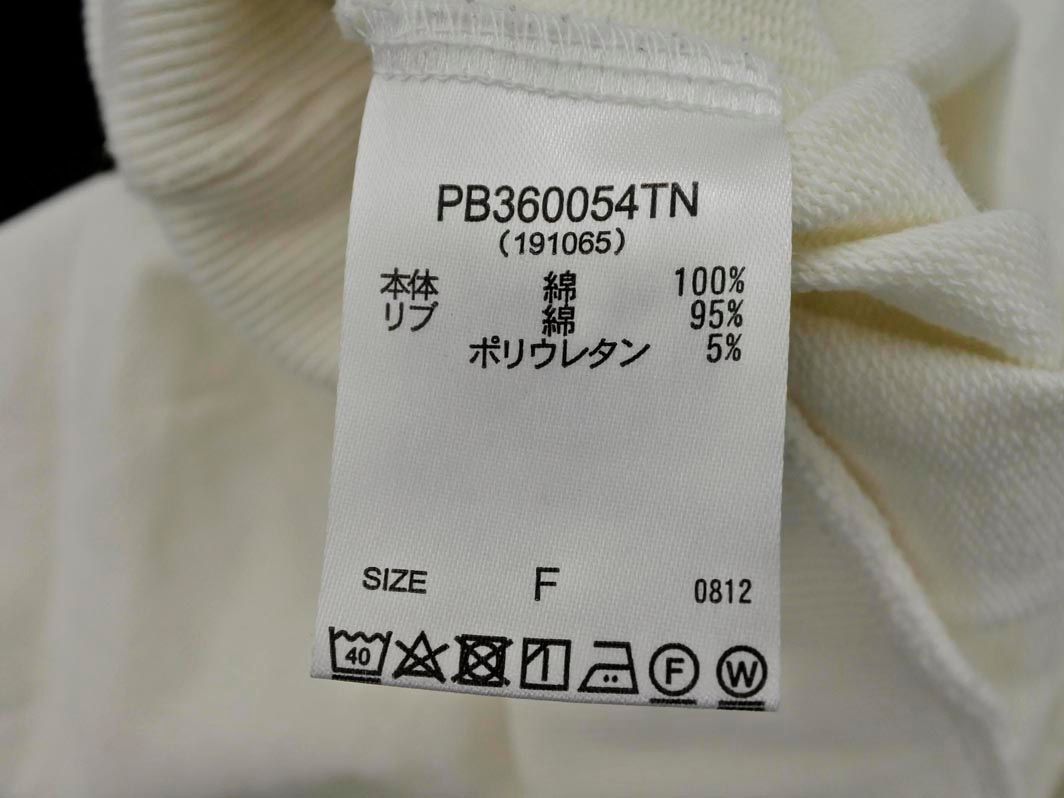 PB360054TN
(191065)
本体 綿 100%
リブ 綿 95%
ポリウレタン 5%
SIZE F 0812
40 F W